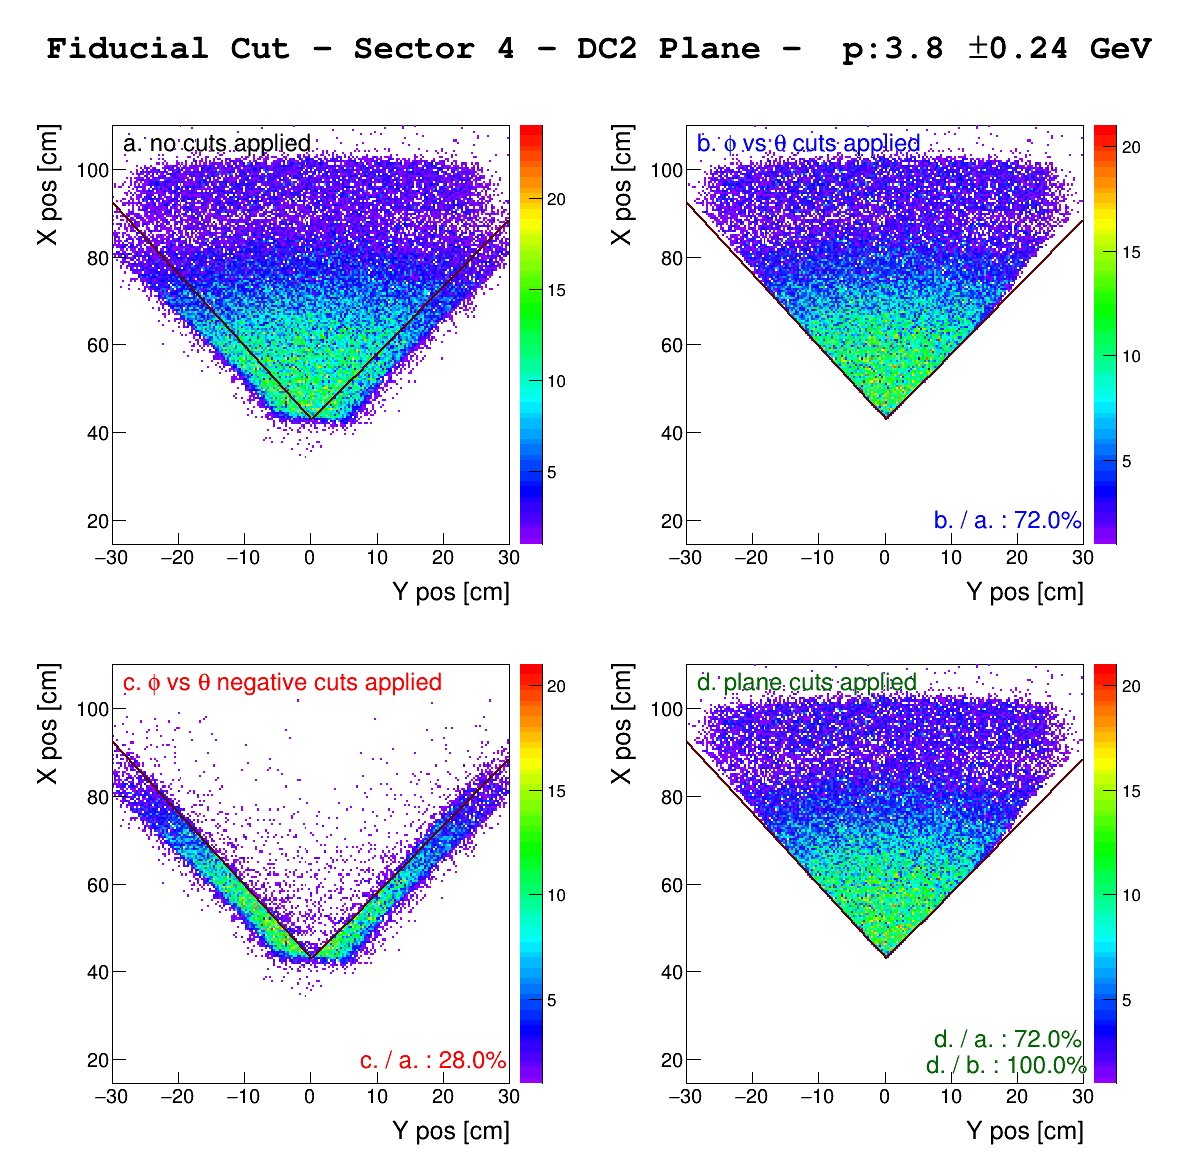 Fiducial Cut – Sector 4 – DC2 Plane – p:3.8 ±0.24 GeV
a. no cuts applied
X pos [cm]
100
80
60
40
20
−30 −20 −10 0 10 20 30
Y pos [cm]
20
15
10
5
b. ϕ vs θ cuts applied
X pos [cm]
100
80
60
40
20
b. / a. : 72.0%
−30 −20 −10 0 10 20 30
Y pos [cm]
20
15
10
5
c. ϕ vs θ negative cuts applied
X pos [cm]
100
80
60
40
20
c. / a. : 28.0%
−30 −20 −10 0 10 20 30
Y pos [cm]
20
15
10
5
d. plane cuts applied
X pos [cm]
100
80
60
40
20
d. / a. : 72.0%
d. / b. : 100.0%
−30 −20 −10 0 10 20 30
Y pos [cm]
20
15
10
5